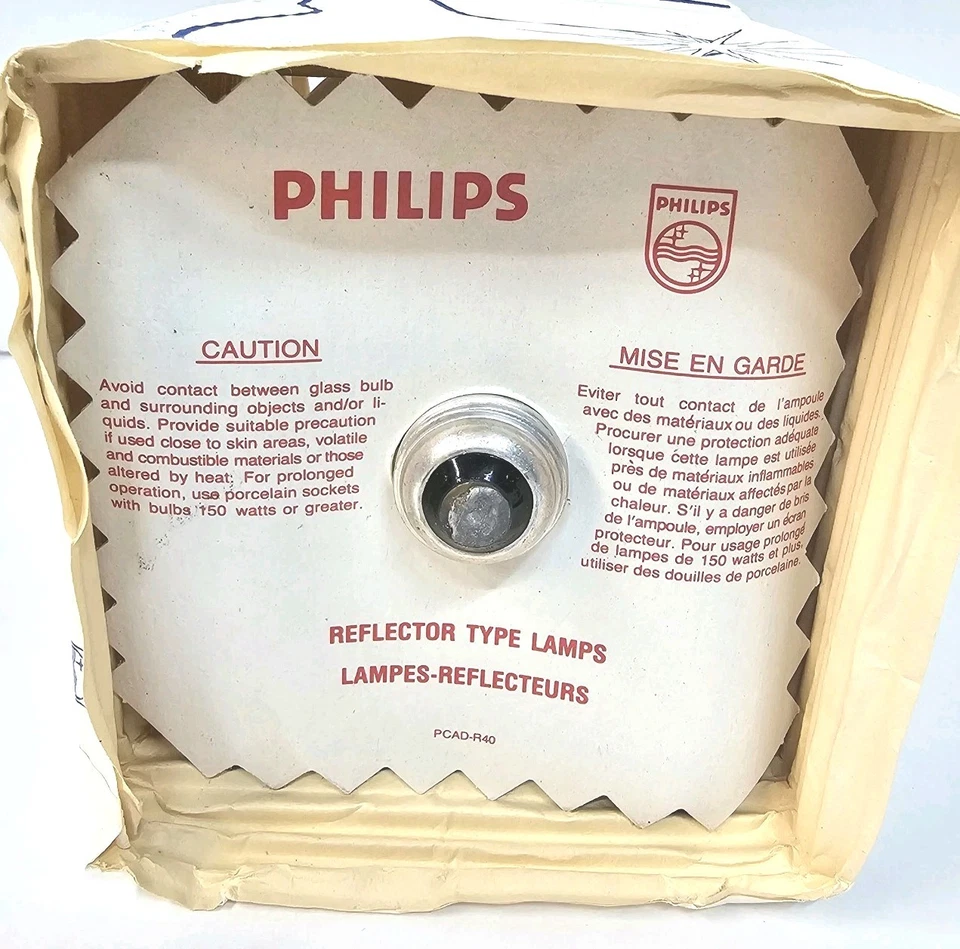 PHILIPS
PHILIPS
CAUTION
Avoid contact between glass bulb
and surrounding objects and/or li-
quids. Provide suitable precaution
if used close to skin areas, volatile
and combustible materials or those
altered by heat. For prolonged
operation, use porcelain sockets
with bulbs 150 watts or greater.
MISE EN GARDE
Eviter tout contact de l'ampoule
avec des matériaux ou des liquides.
Procurer une protection adéquate
lorsque cette lampe est utilisée
près de matériaux inflammables
ou de matériaux affectés par la
chaleur. S'il y a danger de bris
de l'ampoule, employer un écran
protecteur. Pour usage prolongé
de lampes de 150 watts et plus,
utiliser des douilles de porcelaine.
REFLECTOR TYPE LAMPS
LAMPES-REFLECTEURS
PCAD-R40